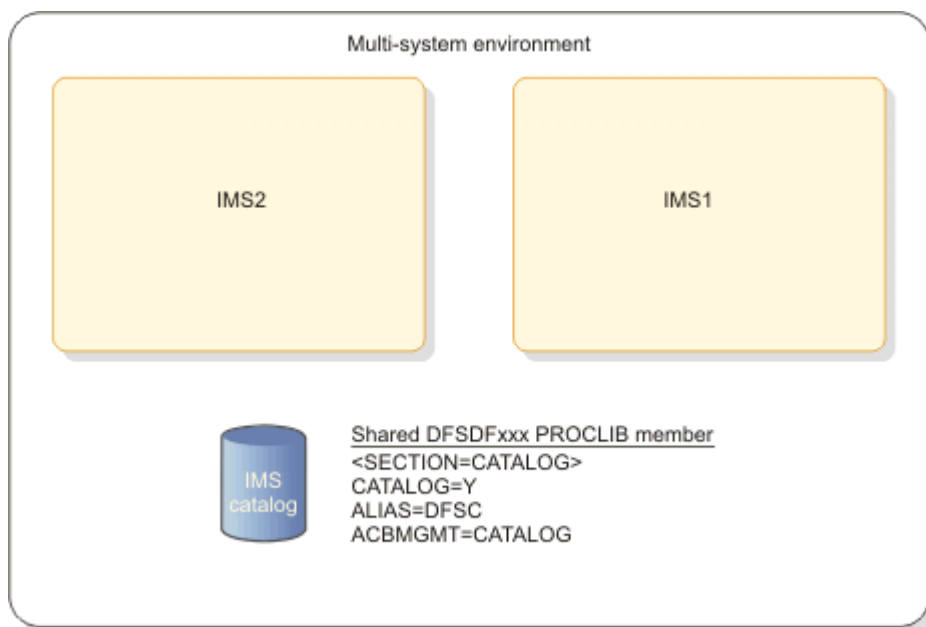 Multi-system environment
IMS2
IMS1
IMS
catalog
Shared DFSDFxxx PROCLIB member
<SECTION=CATALOG>
CATALOG=Y
ALIAS=DFSC
ACBMGMT=CATALOG